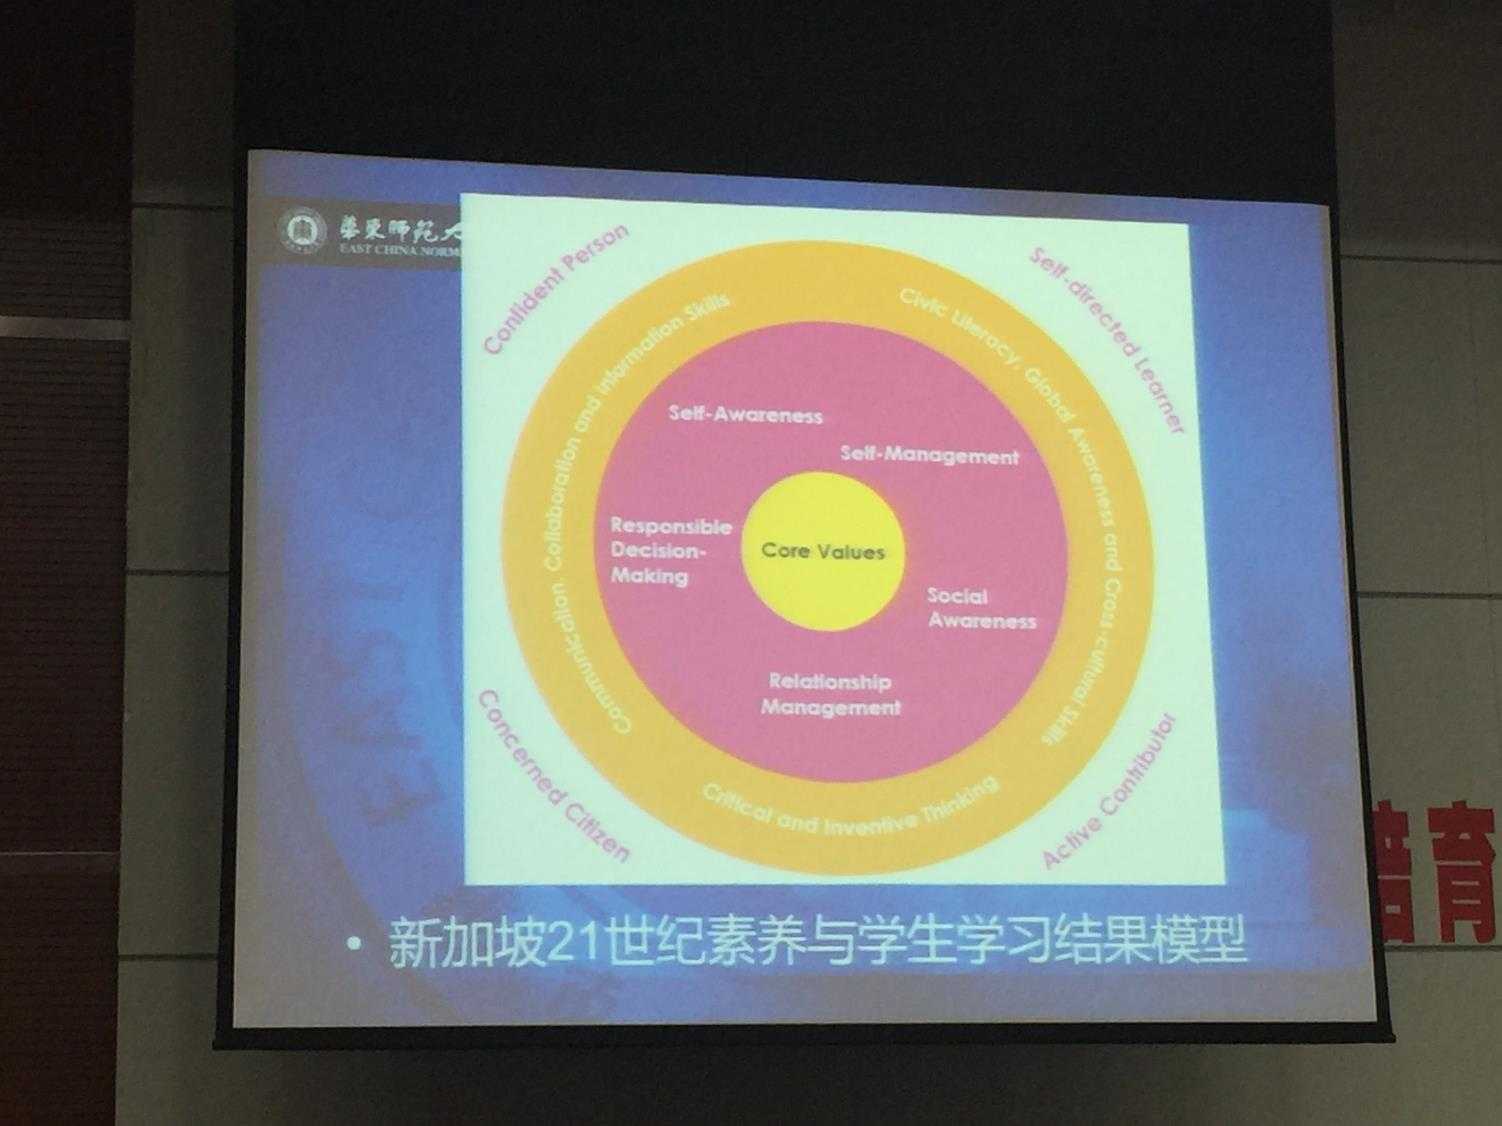 華東師範大
EAST CHINA NORM
Confident Person
Self-directed Learner
Communication, Collaboration and Information Skills
Civic Literacy, Global Awareness and Cross-cultural Skills
Self-Awareness
Self-Management
Responsible
Decision-
Making
Core Values
Social
Awareness
Relationship
Management
Critical and Inventive Thinking
Concerned Citizen
Active Contributor
• 新加坡21世纪素养与学生学习结果模型
培育